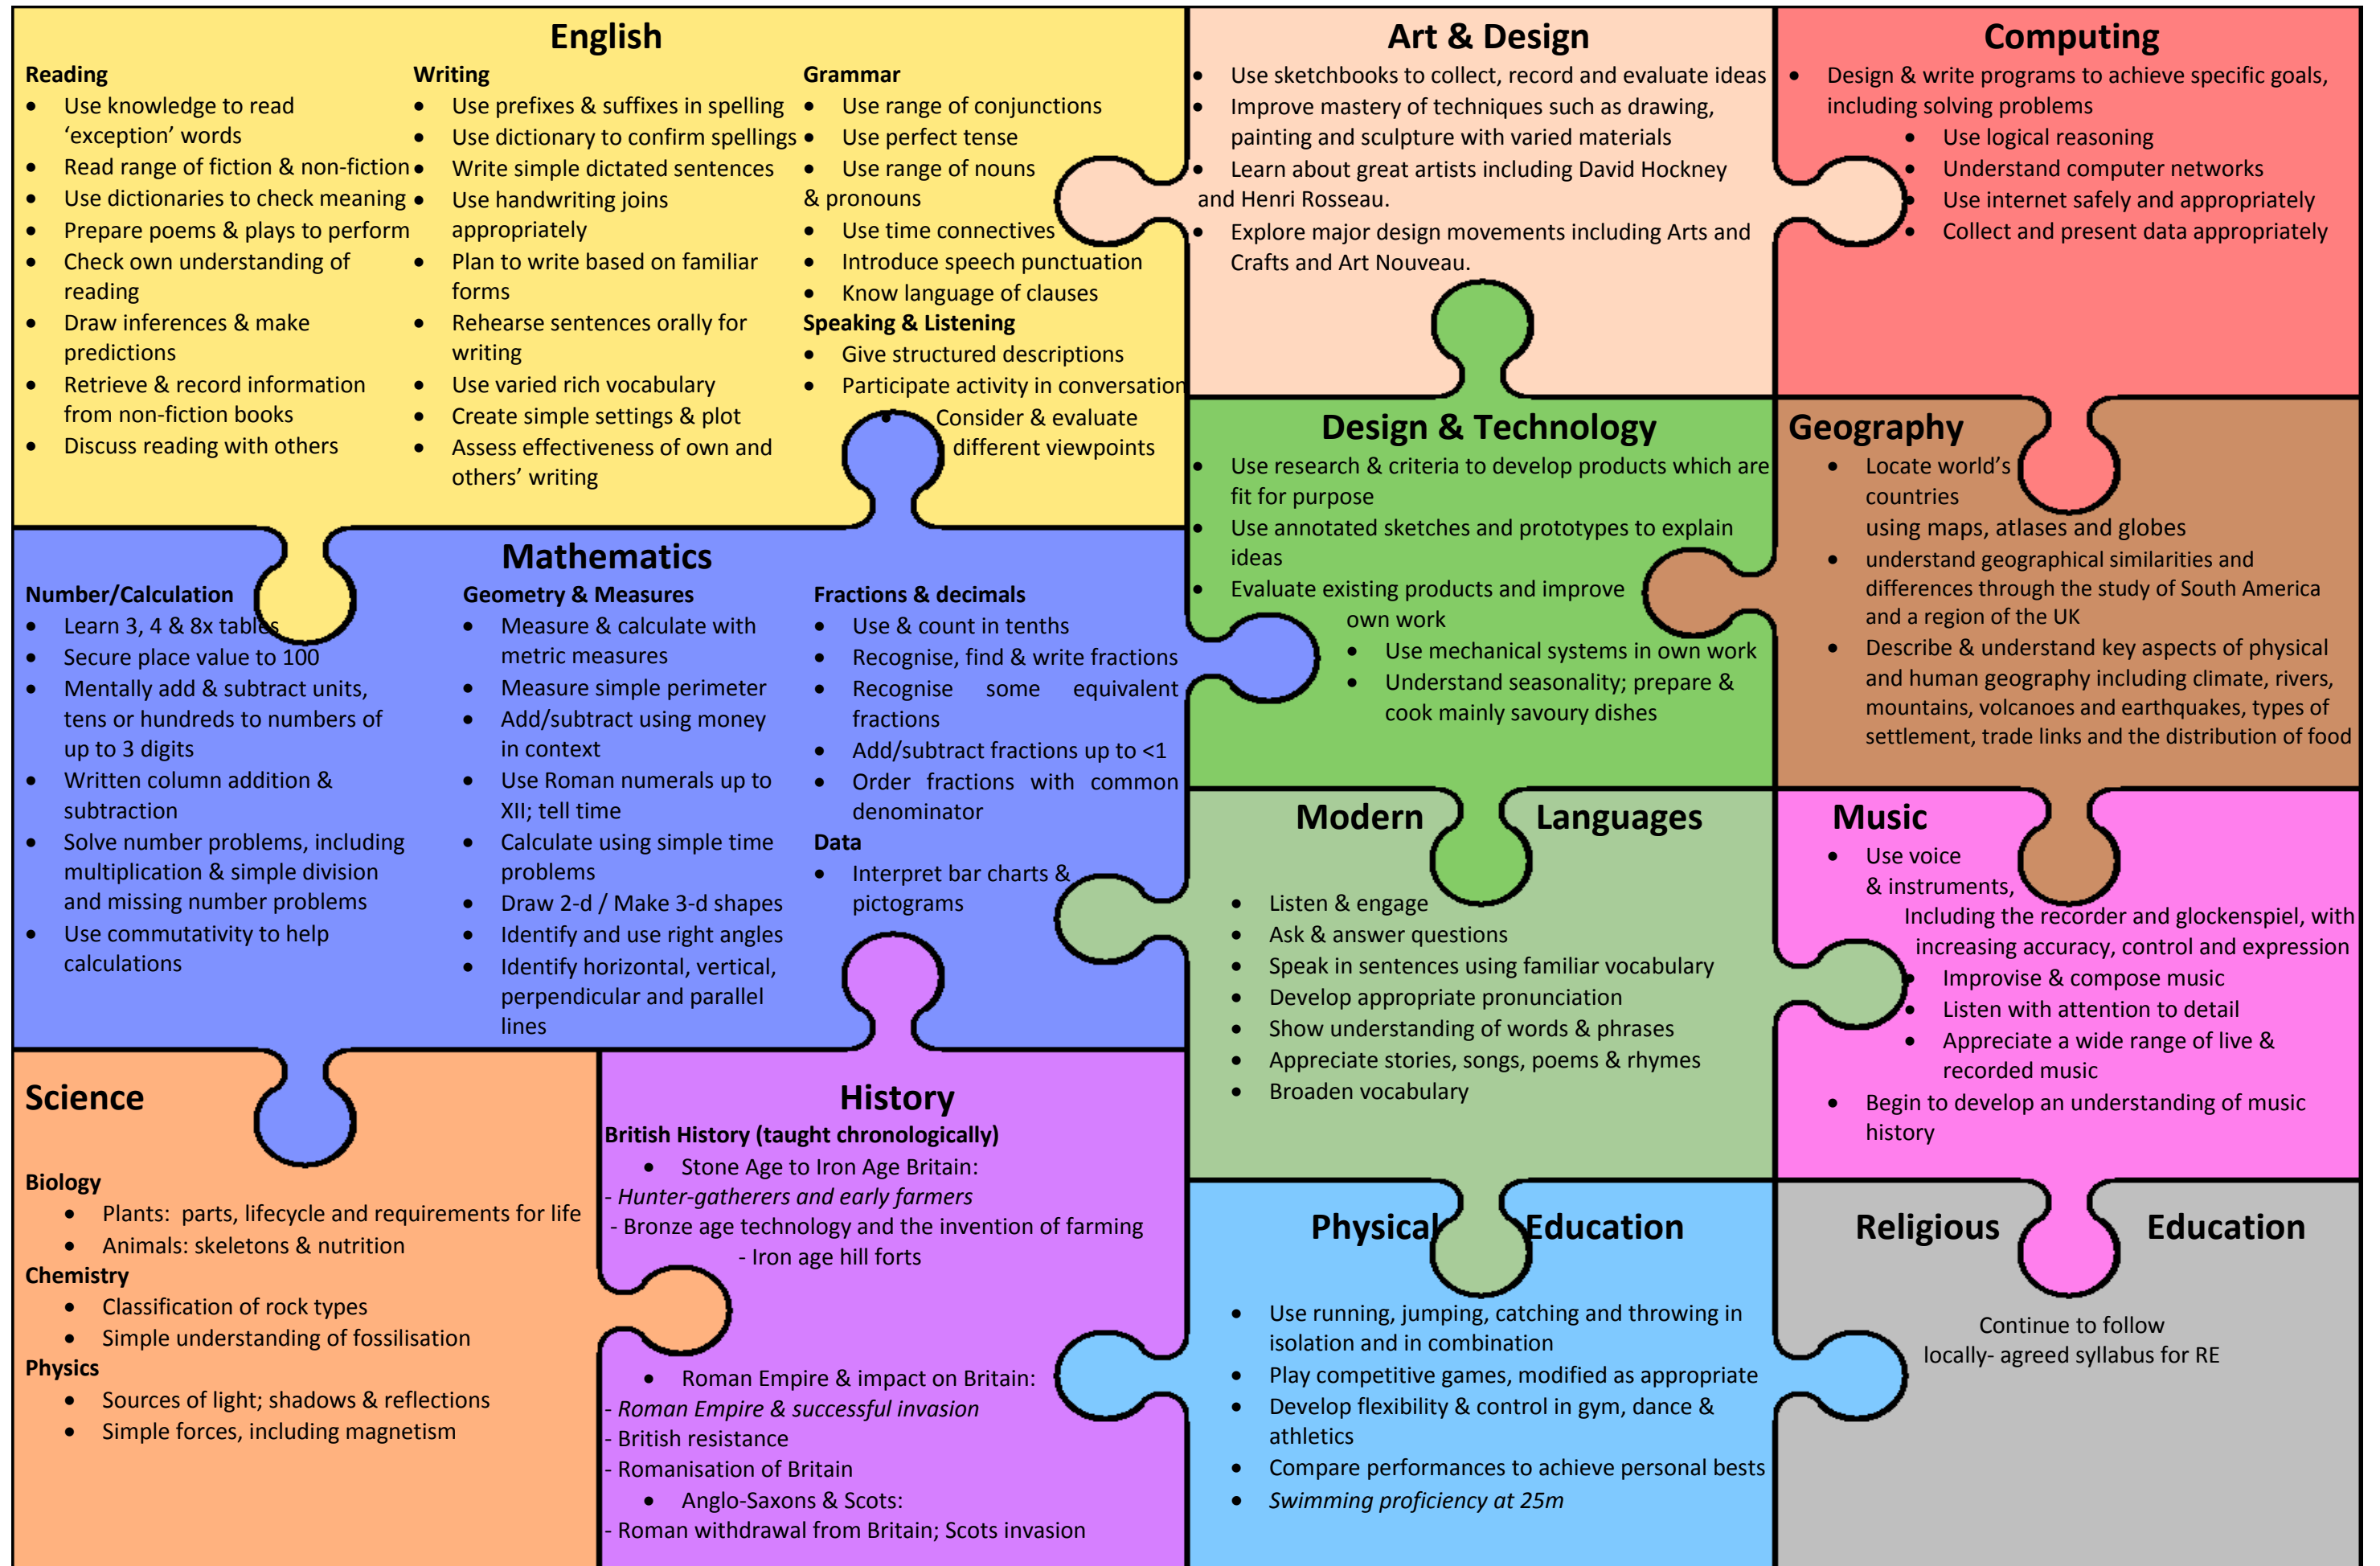 English
Reading
• Use knowledge to read
‘exception’ words
• Read range of fiction & non-fiction
• Use dictionaries to check meaning
• Prepare poems & plays to perform
• Check own understanding of
reading
• Draw inferences & make
predictions
• Retrieve & record information
from non-fiction books
• Discuss reading with others
Writing
• Use prefixes & suffixes in spelling
• Use dictionary to confirm spellings
• Write simple dictated sentences
• Use handwriting joins
appropriately
• Plan to write based on familiar
forms
• Rehearse sentences orally for
writing
• Use varied rich vocabulary
• Create simple settings & plot
• Assess effectiveness of own and
others’ writing
Grammar
• Use range of conjunctions
• Use perfect tense
• Use range of nouns
& pronouns
• Use time connectives
• Introduce speech punctuation
• Know language of clauses
Speaking & Listening
• Give structured descriptions
• Participate activity in conversation
• Consider & evaluate
different viewpoints
Art & Design
• Use sketchbooks to collect, record and evaluate ideas
• Improve mastery of techniques such as drawing,
painting and sculpture with varied materials
• Learn about great artists including David Hockney
and Henri Rosseau.
• Explore major design movements including Arts and
Crafts and Art Nouveau.
Computing
• Design & write programs to achieve specific goals,
including solving problems
• Use logical reasoning
• Understand computer networks
• Use internet safely and appropriately
• Collect and present data appropriately
Mathematics
Number/Calculation
• Learn 3, 4 & 8x tables
• Secure place value to 100
• Mentally add & subtract units,
tens or hundreds to numbers of
up to 3 digits
• Written column addition &
subtraction
• Solve number problems, including
multiplication & simple division
and missing number problems
• Use commutativity to help
calculations
Geometry & Measures
• Measure & calculate with
metric measures
• Measure simple perimeter
• Add/subtract using money
in context
• Use Roman numerals up to
XII; tell time
• Calculate using simple time
problems
• Draw 2-d / Make 3-d shapes
• Identify and use right angles
• Identify horizontal, vertical,
perpendicular and parallel
lines
Fractions & decimals
• Use & count in tenths
• Recognise, find & write fractions
• Recognise some equivalent
fractions
• Add/subtract fractions up to <1
• Order fractions with common
denominator
Data
• Interpret bar charts &
pictograms
Design & Technology
• Use research & criteria to develop products which are
fit for purpose
• Use annotated sketches and prototypes to explain
ideas
• Evaluate existing products and improve
own work
• Use mechanical systems in own work
• Understand seasonality; prepare &
cook mainly savoury dishes
Geography
• Locate world’s
countries
using maps, atlases and globes
• understand geographical similarities and
differences through the study of South America
and a region of the UK
• Describe & understand key aspects of physical
and human geography including climate, rivers,
mountains, volcanoes and earthquakes, types of
settlement, trade links and the distribution of food
Modern Languages
• Listen & engage
• Ask & answer questions
• Speak in sentences using familiar vocabulary
• Develop appropriate pronunciation
• Show understanding of words & phrases
• Appreciate stories, songs, poems & rhymes
• Broaden vocabulary
Music
• Use voice
& instruments,
Including the recorder and glockenspiel, with
increasing accuracy, control and expression
• Improvise & compose music
• Listen with attention to detail
• Appreciate a wide range of live &
recorded music
• Begin to develop an understanding of music
history
Science
Biology
• Plants: parts, lifecycle and requirements for life
• Animals: skeletons & nutrition
Chemistry
• Classification of rock types
• Simple understanding of fossilisation
Physics
• Sources of light; shadows & reflections
• Simple forces, including magnetism
History
British History (taught chronologically)
• Stone Age to Iron Age Britain:
- Hunter-gatherers and early farmers
- Bronze age technology and the invention of farming
- Iron age hill forts
• Roman Empire & impact on Britain:
- Roman Empire & successful invasion
- British resistance
- Romanisation of Britain
• Anglo-Saxons & Scots:
- Roman withdrawal from Britain; Scots invasion
Physical Education
• Use running, jumping, catching and throwing in
isolation and in combination
• Play competitive games, modified as appropriate
• Develop flexibility & control in gym, dance &
athletics
• Compare performances to achieve personal bests
• Swimming proficiency at 25m
Religious Education
Continue to follow
locally- agreed syllabus for RE